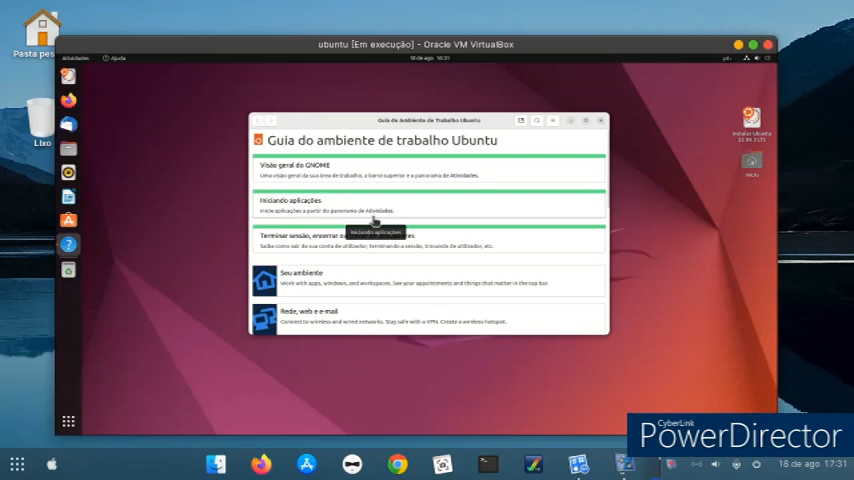 Pasta pes
Lixo
ubuntu [Em execução] - Oracle VM VirtualBox
Atividades
Ajuda
18 de ago 16:31
Guia do Ambiente de Trabalho Ubuntu
Guia do ambiente de trabalho Ubuntu
Visão geral do GNOME
Uma visão geral da sua área de trabalho, a barra superior e a panorama de Atividades.
Iniciando aplicações
Inicie aplicações a partir do panorama de Atividades.
Iniciando aplicações
Terminar sessão, encerrar
Saiba como sair da sua conta de utilizador, terminando a sessão, trocando de utilizador, etc.
Seu ambiente
Work with apps, windows, and workspaces. See your appointments and things that matter in the top bar.
Rede, web e e-mail
Connect to wireless and wired networks. Stay safe with a VPN. Create a wireless hotspot.
Instalar Ubuntu
22.04.3 LTS
Início
CyberLink
PowerDirector
18 de ago 17:31